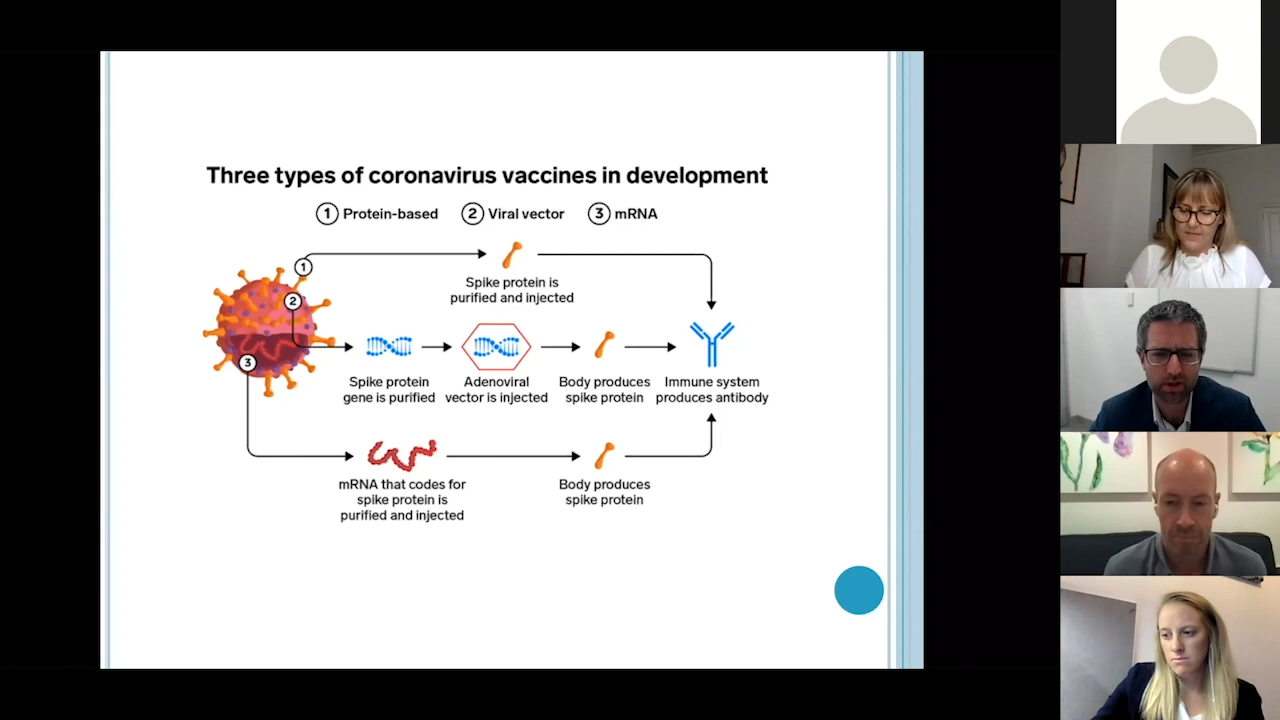 Three types of coronavirus vaccines in development
1 Protein-based 2 Viral vector 3 mRNA
1
Spike protein is
purified and injected
2
Spike protein
gene is purified
Adenoviral
vector is injected
Body produces
spike protein
Immune system
produces antibody
3
mRNA that codes for
spike protein is
purified and injected
Body produces
spike protein